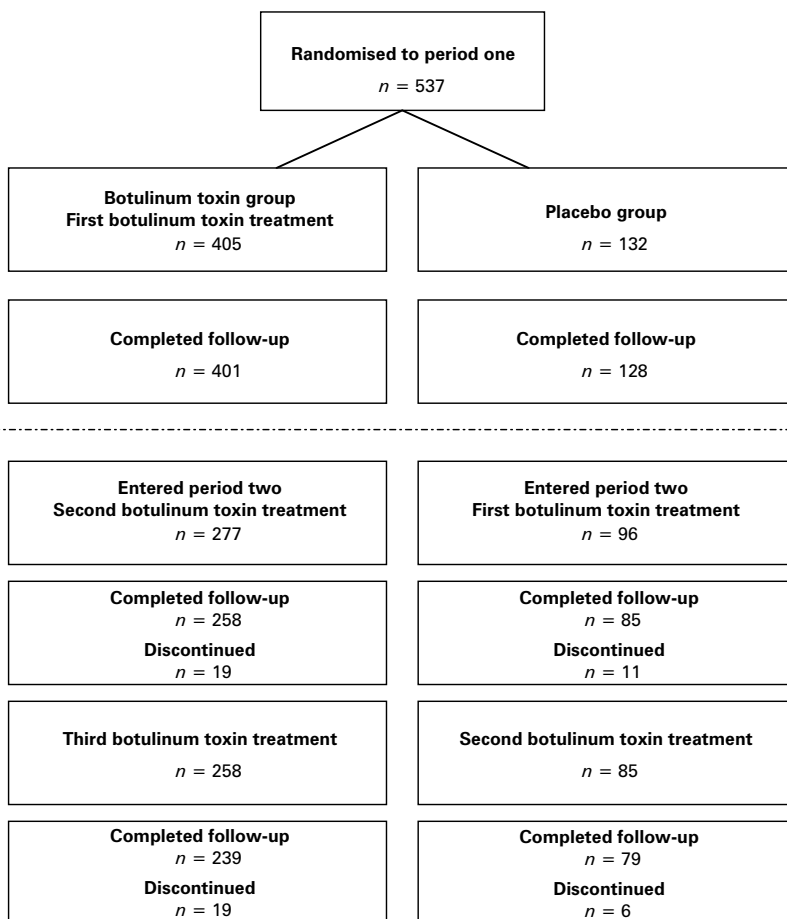 Randomised to period one
n = 537
Botulinum toxin group
First botulinum toxin treatment
n = 405
Placebo group
n = 132
Completed follow-up
n = 401
Completed follow-up
n = 128
Entered period two
Second botulinum toxin treatment
n = 277
Entered period two
First botulinum toxin treatment
n = 96
Completed follow-up
n = 258
Discontinued
n = 19
Completed follow-up
n = 85
Discontinued
n = 11
Third botulinum toxin treatment
n = 258
Second botulinum toxin treatment
n = 85
Completed follow-up
n = 239
Discontinued
n = 19
Completed follow-up
n = 79
Discontinued
n = 6